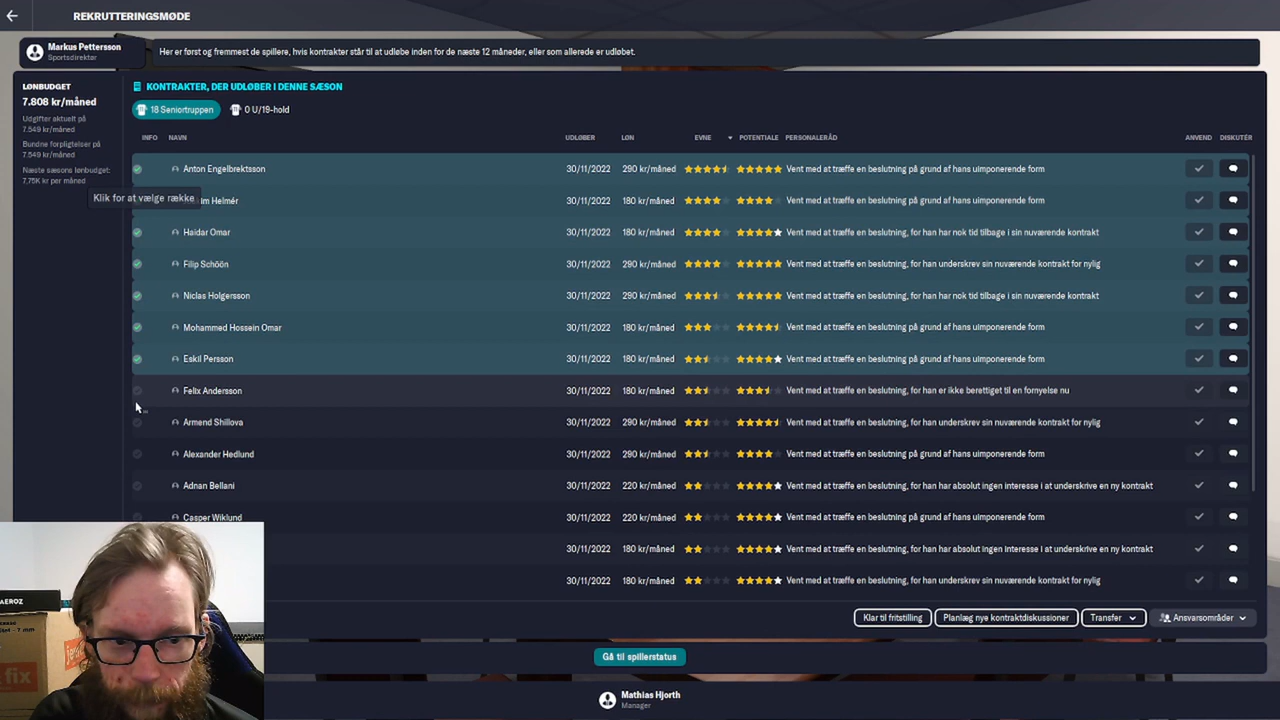 REKRUTTERINGSMØDE
Markus Pettersson
Sportsdirektør
Her er først og fremmest de spillere, hvis kontrakter står til at udløbe inden for de næste 12 måneder, eller som allerede er udløbet.
LØNBUDGET
7.808 kr/måned
Udgifter aktuelt på
7.549 kr/måned
Bundne forpligtelser på
7.549 kr/måned
Næste sæsons lønbudget:
7,75K kr per måned
KONTRAKTER, DER UDLØBER I DENNE SÆSON
18 Seniortruppen 0 U/19-hold
INFO NAVN UDLØBER LØN EVNE POTENTIALE PERSONALERÅD ANVEND DISKUTÉR
Anton Engelbrektsson 30/11/2022 290 kr/måned Vent med at træffe en beslutning på grund af hans uimponerende form
Klik for at vælge række
Helmér 30/11/2022 180 kr/måned Vent med at træffe en beslutning på grund af hans uimponerende form
Haidar Omar 30/11/2022 180 kr/måned Vent med at træffe en beslutning, for han har nok tid tilbage i sin nuværende kontrakt
Filip Schöön 30/11/2022 290 kr/måned Vent med at træffe en beslutning, for han underskrev sin nuværende kontrakt for nylig
Niclas Holgersson 30/11/2022 290 kr/måned Vent med at træffe en beslutning, for han har nok tid tilbage i sin nuværende kontrakt
Mohammed Hossein Omar 30/11/2022 180 kr/måned Vent med at træffe en beslutning på grund af hans uimponerende form
Eskil Persson 30/11/2022 180 kr/måned Vent med at træffe en beslutning på grund af hans uimponerende form
Felix Andersson 30/11/2022 180 kr/måned Vent med at træffe en beslutning, for han er ikke berettiget til en fornyelse nu
Armend Shillova 30/11/2022 290 kr/måned Vent med at træffe en beslutning, for han underskrev sin nuværende kontrakt for nylig
Alexander Hedlund 30/11/2022 290 kr/måned Vent med at træffe en beslutning på grund af hans uimponerende form
Adnan Bellani 30/11/2022 220 kr/måned Vent med at træffe en beslutning, for han har absolut ingen interesse i at underskrive en ny kontrakt
Casper Wiklund 30/11/2022 220 kr/måned Vent med at træffe en beslutning på grund af hans uimponerende form
30/11/2022 180 kr/måned Vent med at træffe en beslutning, for han har absolut ingen interesse i at underskrive en ny kontrakt
30/11/2022 180 kr/måned Vent med at træffe en beslutning, for han underskrev sin nuværende kontrakt for nylig
Klar til fritstilling Planlæg nye kontraktdiskussioner Transfer Ansvarsområder
Gå til spillerstatus
Mathias Hjorth
Manager
AEROZ
fix